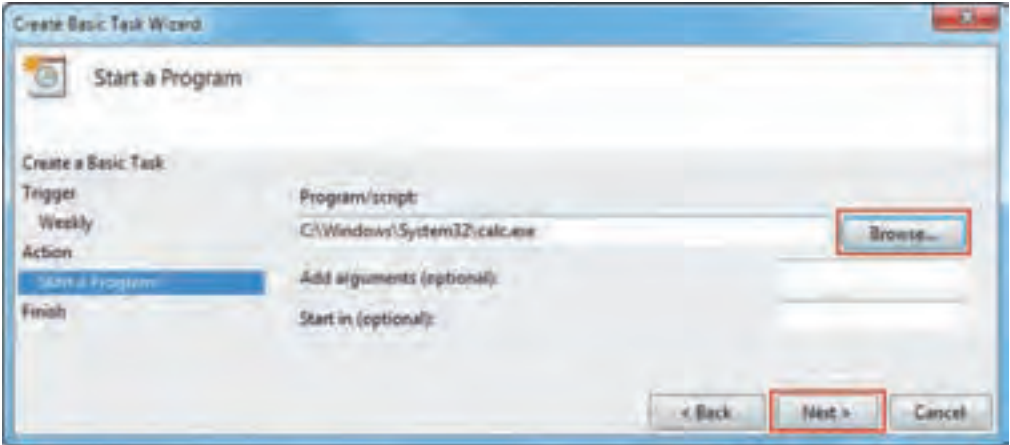 Create Basic Task Wizard
Start a Program
Create a Basic Task
Trigger
Weekly
Action
Start a Program
Finish
Program/script:
C:\Windows\System32\calc.exe
Browse...
Add arguments (optional):
Start in (optional):
< Back
Next >
Cancel